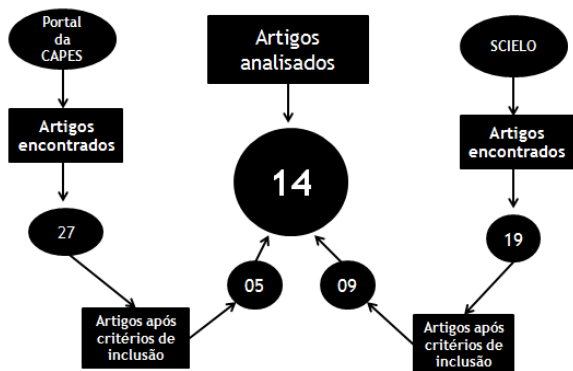 Portal
da
CAPES
Artigos
encontrados
27
Artigos após
critérios de
inclusão
05
Artigos
analisados
14
SCIELO
Artigos
encontrados
19
Artigos após
critérios de
inclusão
09